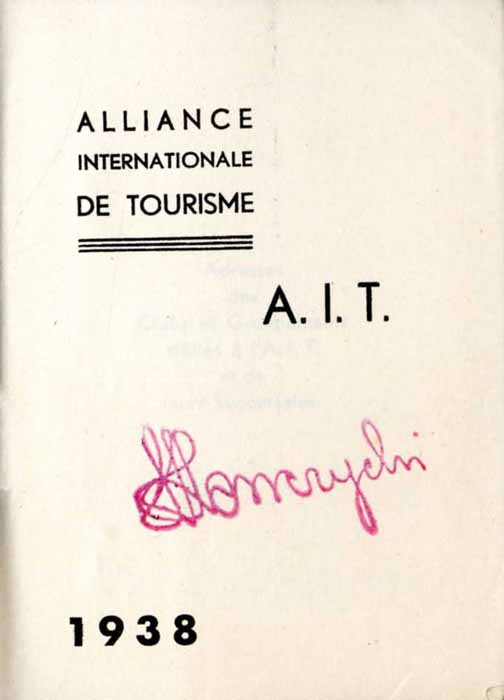 ALLIANCE
INTERNATIONALE
DE TOURISME
A. I. T.
1938